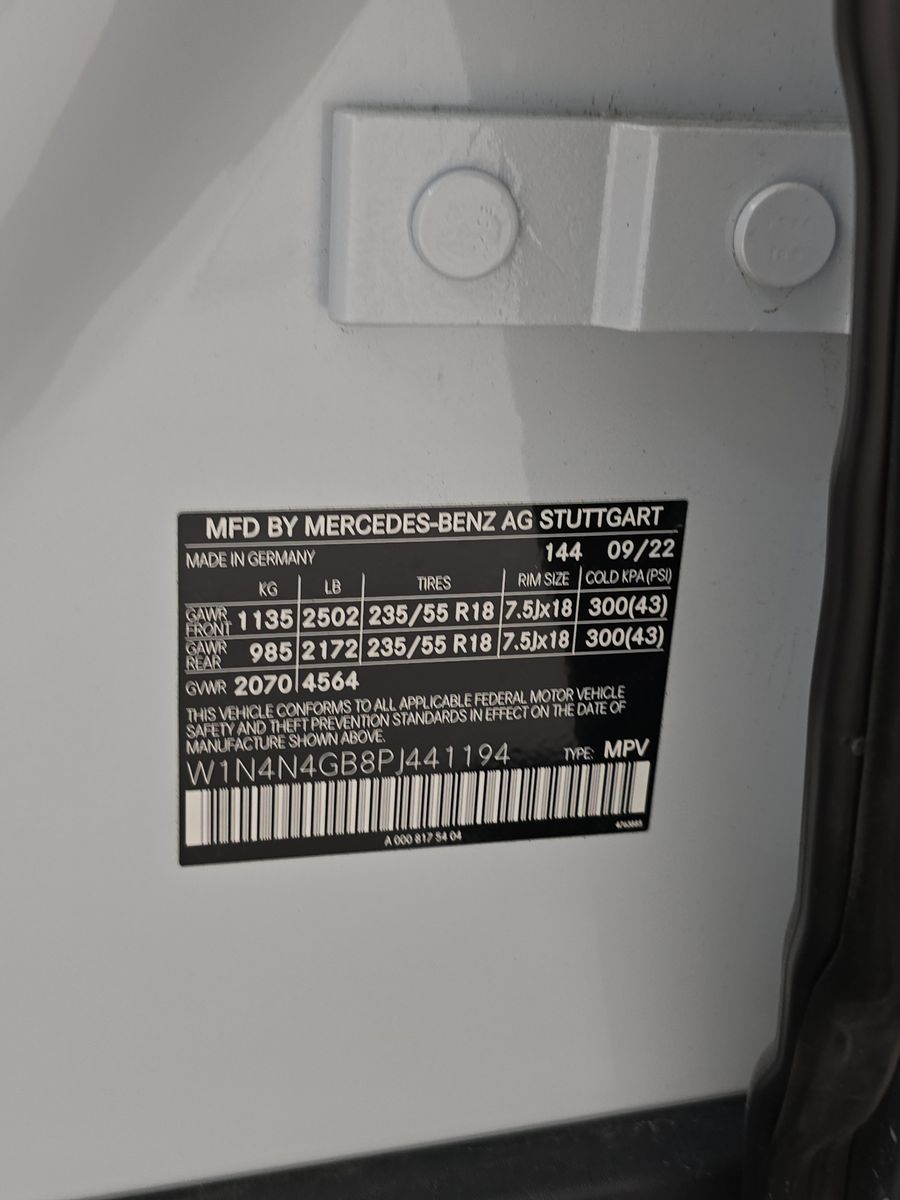 MFD BY MERCEDES-BENZ AG STUTTGART
MADE IN GERMANY 144 09/22
KG LB TIRES RIM SIZE COLD KPA (PSI)
GAWR FRONT 1135 2502 235/55 R18 7.5Jx18 300(43)
GAWR REAR 985 2172 235/55 R18 7.5Jx18 300(43)
GVWR 2070 4564
THIS VEHICLE CONFORMS TO ALL APPLICABLE FEDERAL MOTOR VEHICLE
SAFETY AND THEFT PREVENTION STANDARDS IN EFFECT ON THE DATE OF
MANUFACTURE SHOWN ABOVE.
W1N4N4GB8PJ441194 TYPE: MPV
A 000 817 54 04